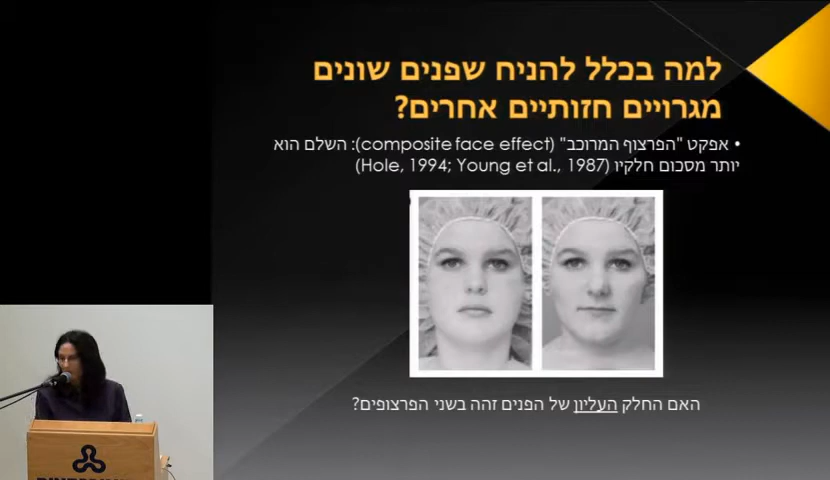 למה בכלל להניח שפנים שונים
מגרויים חזותיים אחרים?
• אפקט "הפרצוף המרוכב" (composite face effect): השלם הוא
יותר מסכום חלקיו (Hole, 1994; Young et al., 1987)
האם החלק העליון של הפנים זהה בשני הפרצופים?